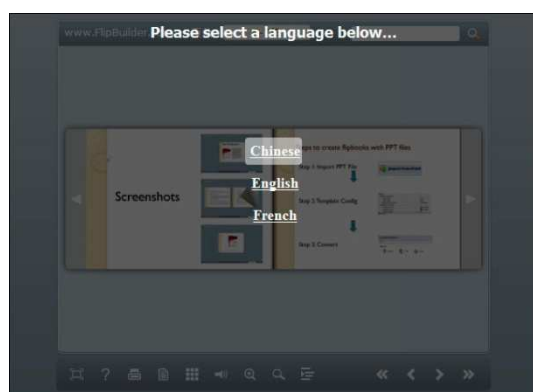 www.FlipBuilder.
Please select a language below...
Chinese
English
French
Screenshots
Steps to create flipbooks with PPT files
Step 1: Import PPT File
Step 2: Template Config
Step 3: Convert